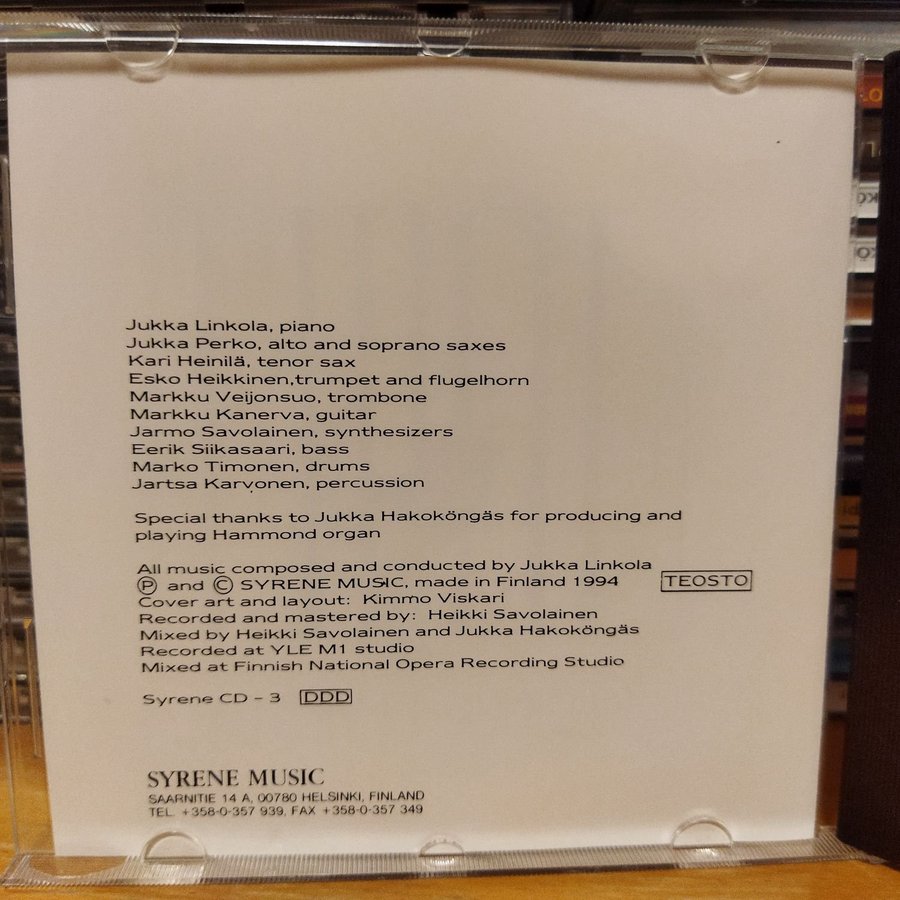 Jukka Linkola, piano
Jukka Perko, alto and soprano saxes
Kari Heinilä, tenor sax
Esko Heikkinen,trumpet and flugelhorn
Markku Veijonsuo, trombone
Markku Kanerva, guitar
Jarmo Savolainen, synthesizers
Eerik Siikasaari, bass
Marko Timonen, drums
Jartsa Karvonen, percussion
Special thanks to Jukka Hakoköngäs for producing and
playing Hammond organ
All music composed and conducted by Jukka Linkola
Ⓟ and Ⓒ SYRENE MUSIC, made in Finland 1994 TEOSTO
Cover art and layout: Kimmo Viskari
Recorded and mastered by: Heikki Savolainen
Mixed by Heikki Savolainen and Jukka Hakoköngäs
Recorded at YLE M1 studio
Mixed at Finnish National Opera Recording Studio
Syrene CD – 3 DDD
SYRENE MUSIC
SAARNITIE 14 A, 00780 HELSINKI, FINLAND
TEL. +358-0-357 939, FAX +358-0-357 349